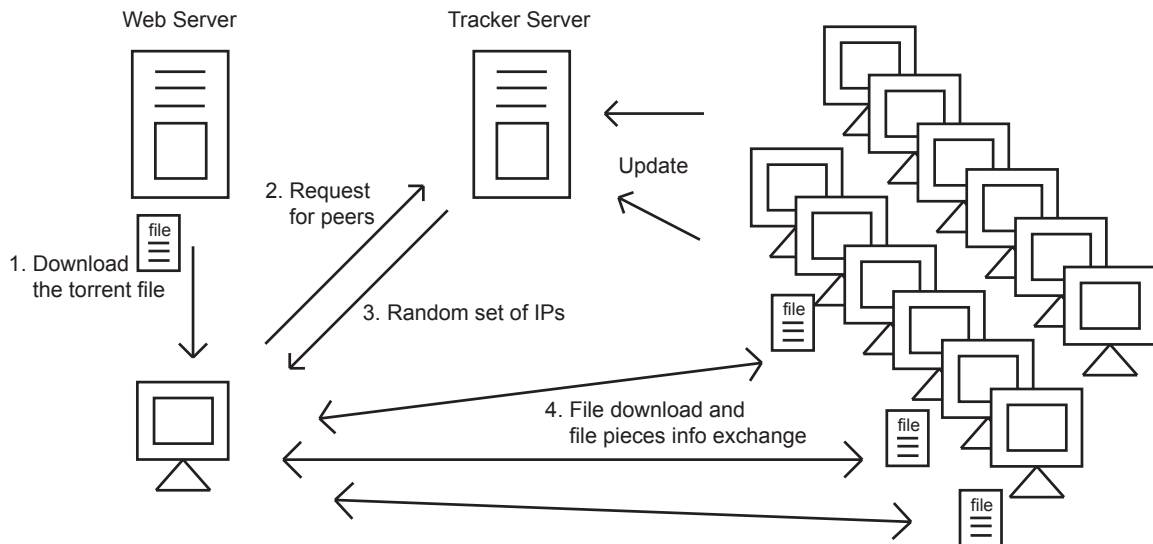 Web Server
Tracker Server
Update
2. Request
for peers
file
1. Download
the torrent file
3. Random set of IPs
file
4. File download and
file pieces info exchange
file
file